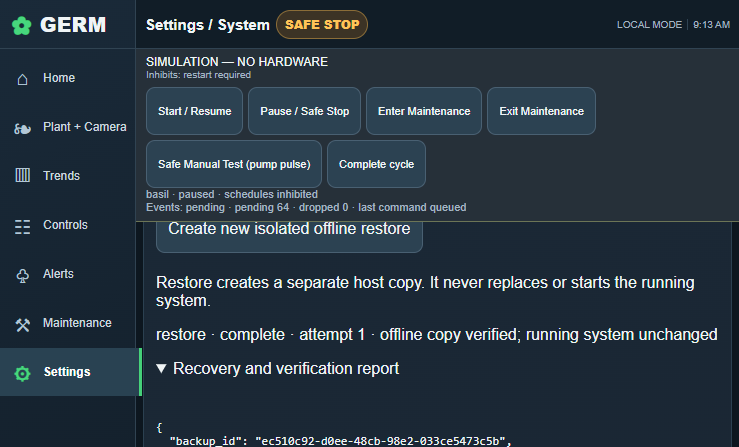 GERM
Settings / System
SAFE STOP
LOCAL MODE
9:13 AM
Home
Plant + Camera
Trends
Controls
Alerts
Maintenance
Settings
SIMULATION — NO HARDWARE
Inhibits: restart required
Start / Resume
Pause / Safe Stop
Enter Maintenance
Exit Maintenance
Safe Manual Test (pump pulse)
Complete cycle
basil · paused · schedules inhibited
Events: pending · pending 64 · dropped 0 · last command queued
Create new isolated offline restore
Restore creates a separate host copy. It never replaces or starts the running
system.
restore · complete · attempt 1 · offline copy verified; running system unchanged
▼ Recovery and verification report
{
"backup_id": "ec510c92-d0ee-48cb-98e2-033ce5473c5b",